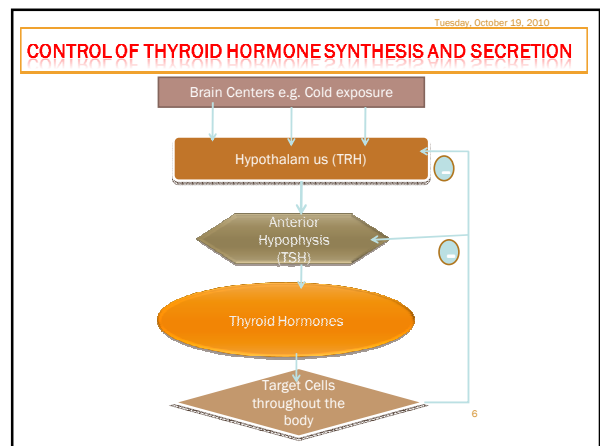 Tuesday, October 19, 2010
CONTROL OF THYROID HORMONE SYNTHESIS AND SECRETION
Brain Centers e.g. Cold exposure
Hypothalam us (TRH)
-
Anterior
Hypophysis
(TSH)
-
Thyroid Hormones
Target Cells
throughout the
body
6